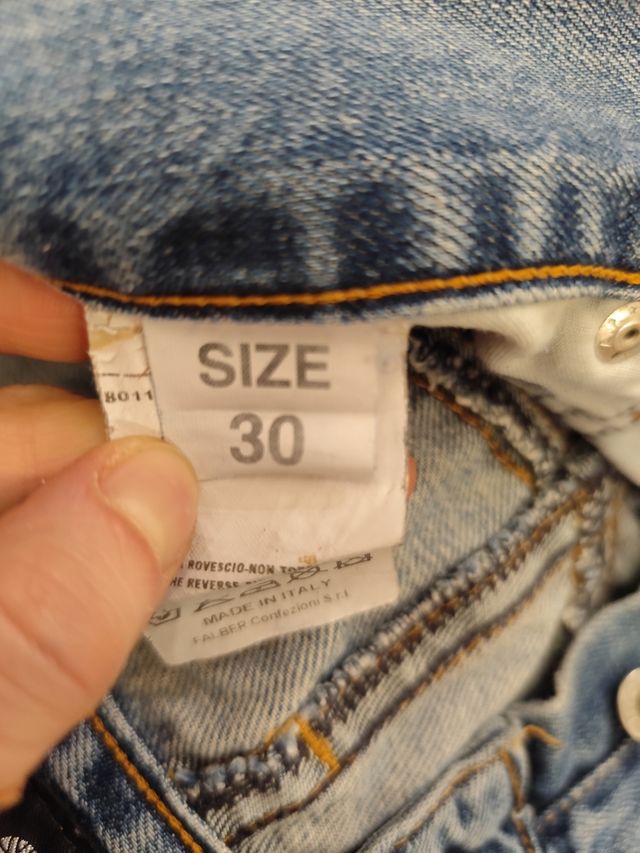 8011
SIZE
30
ROVESCIO-NON
HE REVERSE
MADE IN ITALY
FALBER Confezioni S.r.l.